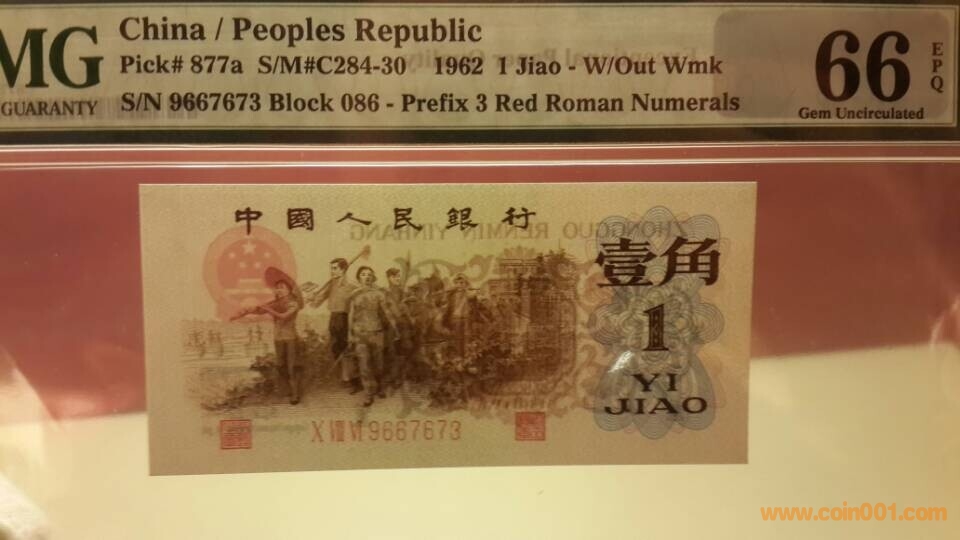 MG
GUARANTY
China / Peoples Republic
Pick# 877a S/M#C284-30 1962 1 Jiao - W/Out Wmk
S/N 9667673 Block 086 - Prefix 3 Red Roman Numerals
66
EPQ
Gem Uncirculated
中國人民銀行
ZHONGGUO RENMIN YINHANG
壹角
1
YI
JIAO
X VIII VI 9667673
www.coin001.com